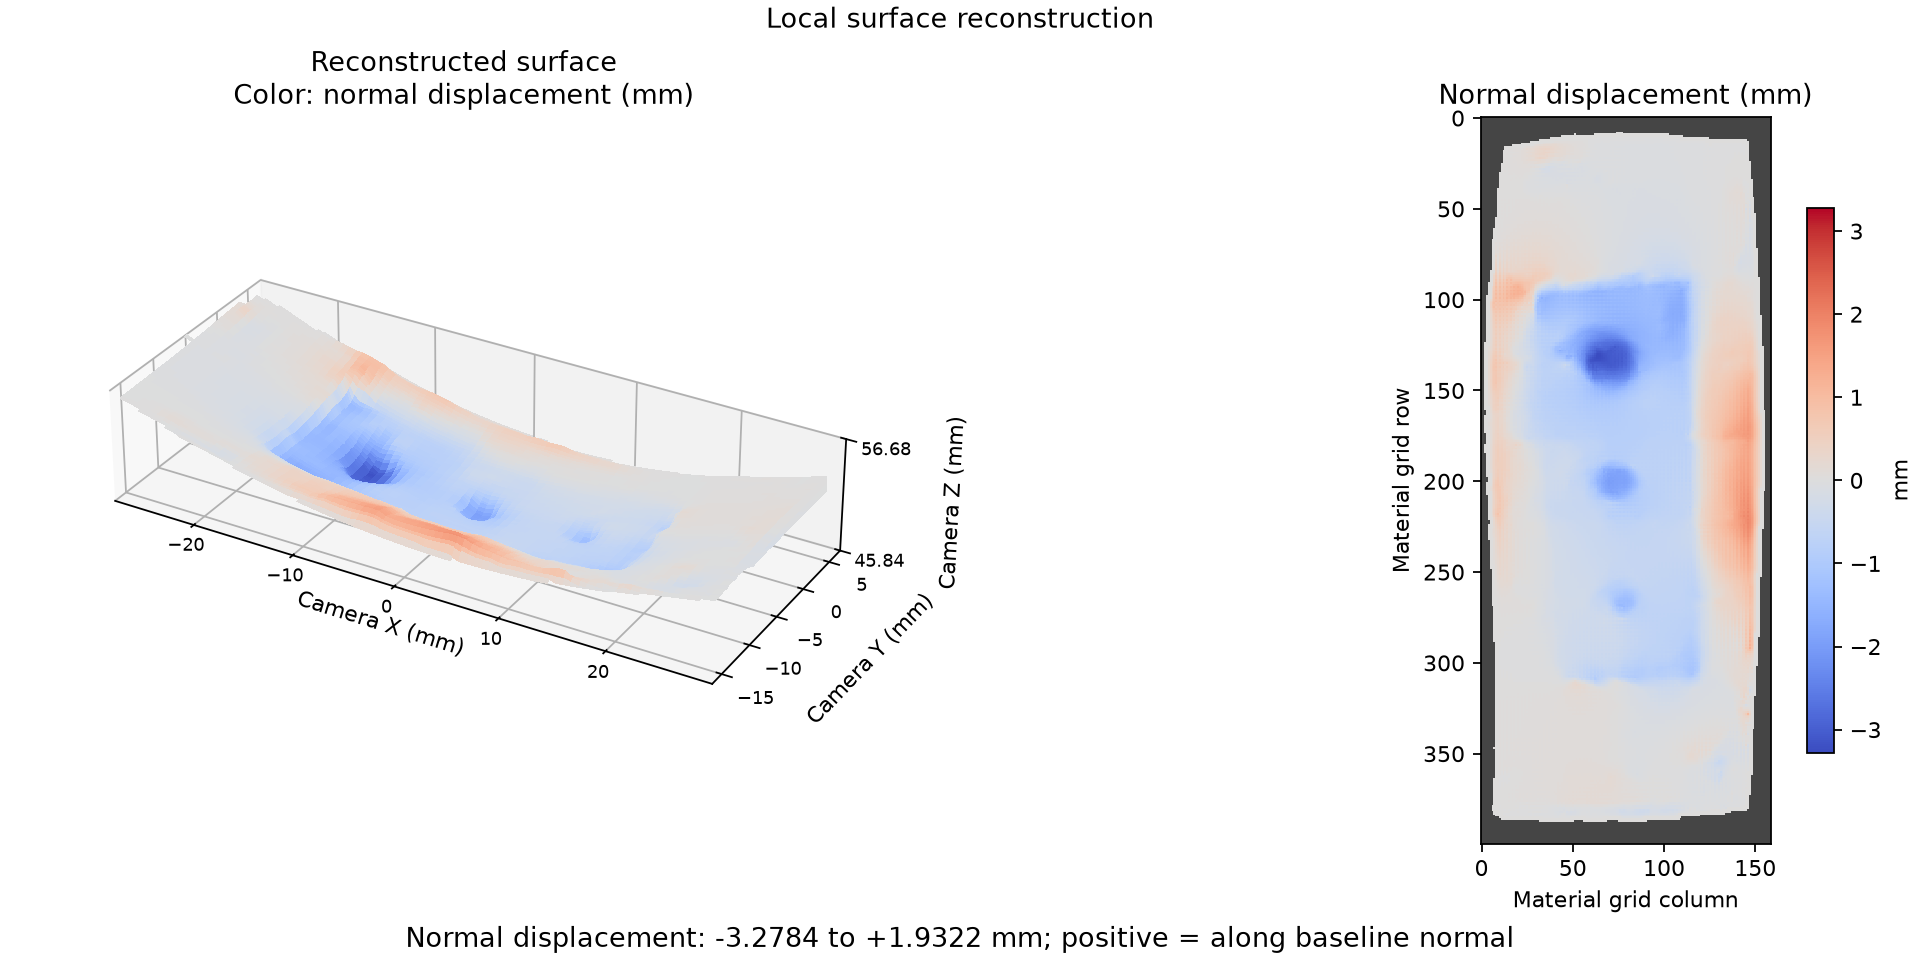 Local surface reconstruction
Reconstructed surface
Color: normal displacement (mm)
56.68
45.84
Camera Z (mm)
5
0
−5
−10
−15
Camera Y (mm)
−20
−10
0
10
20
Camera X (mm)
Normal displacement (mm)
0
50
100
150
200
250
300
350
Material grid row
0
50
100
150
Material grid column
3
2
1
0
−1
−2
−3
mm
Normal displacement: -3.2784 to +1.9322 mm; positive = along baseline normal